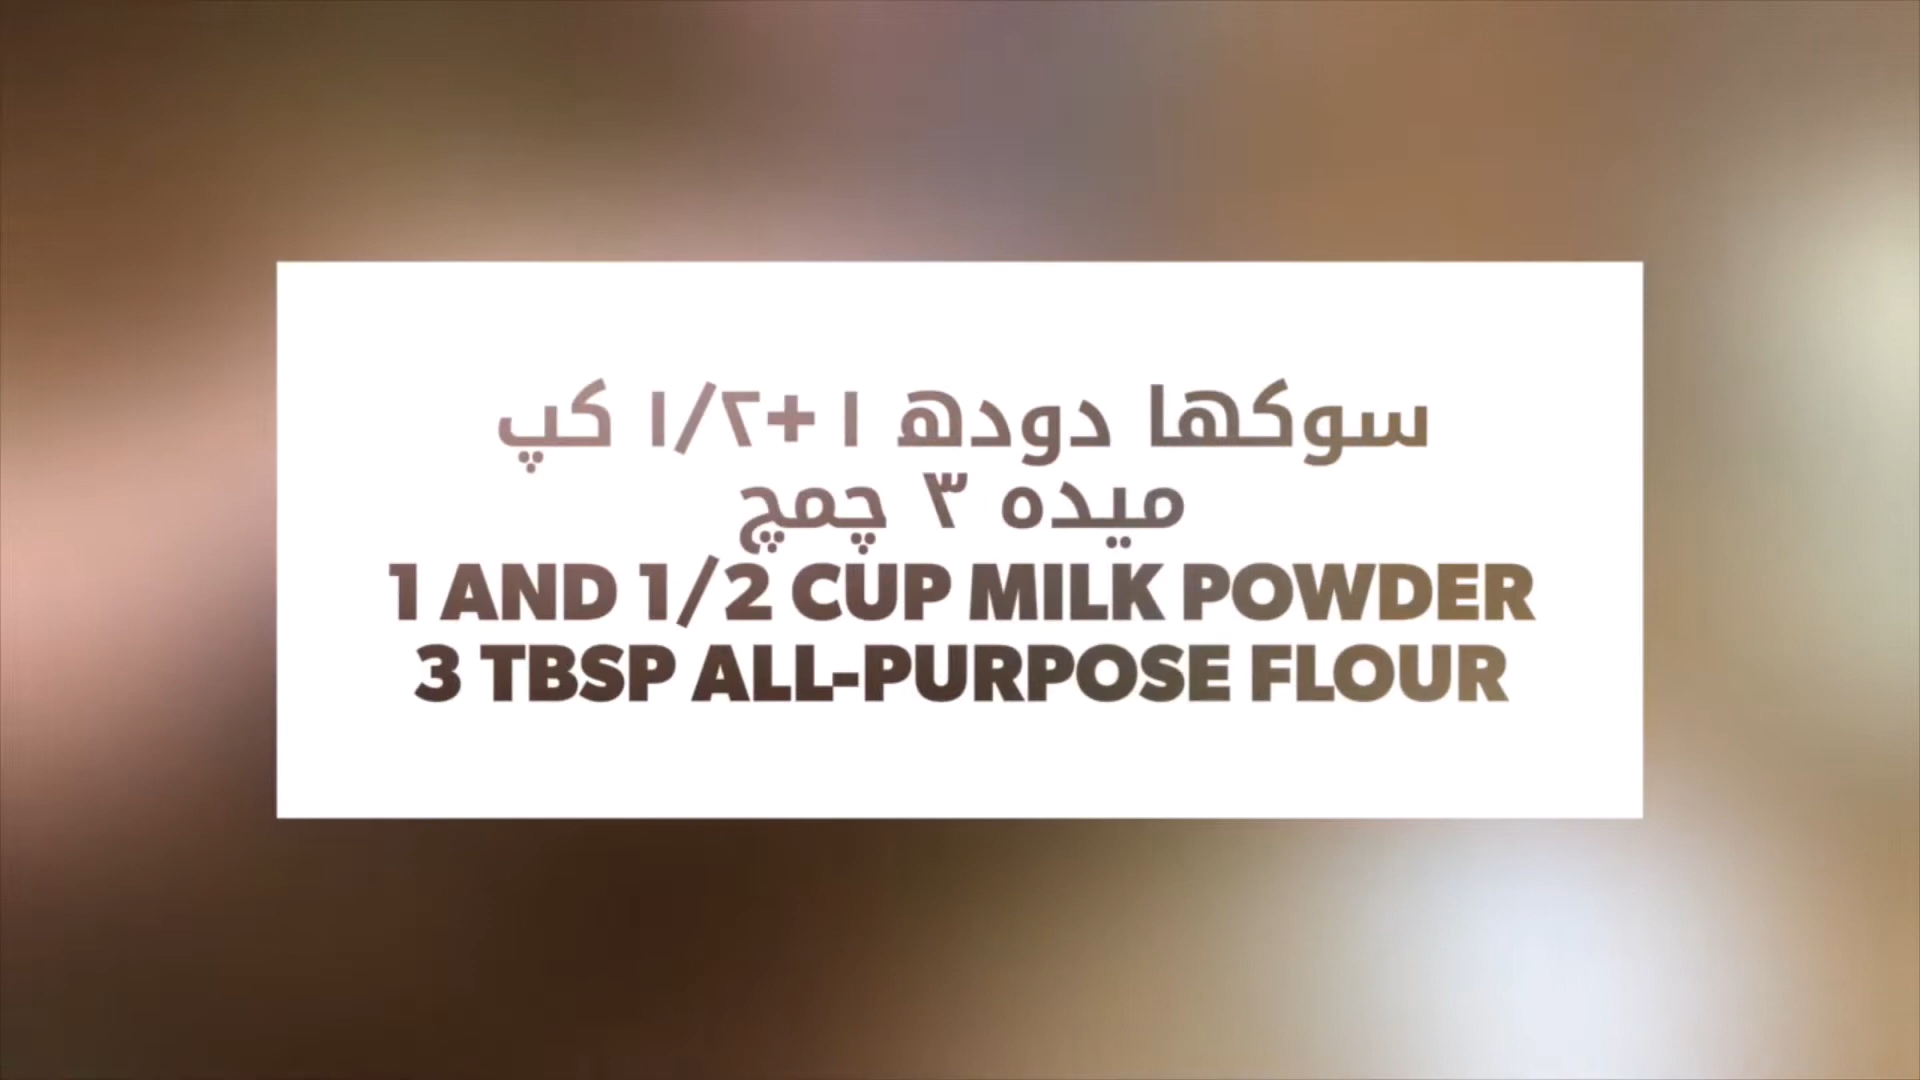 سوکھا دودھ ۱+۱/۲ کپ
میدہ ۳ چمچ
1 AND 1/2 CUP MILK POWDER
3 TBSP ALL-PURPOSE FLOUR